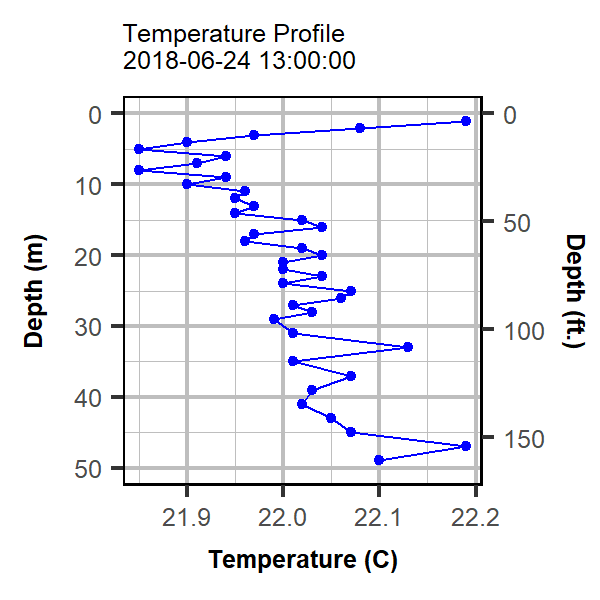 Temperature Profile
2018-06-24 13:00:00
0
10
20
30
40
50
Depth (m)
0
50
100
150
Depth (ft.)
21.9 22.0 22.1 22.2
Temperature (C)